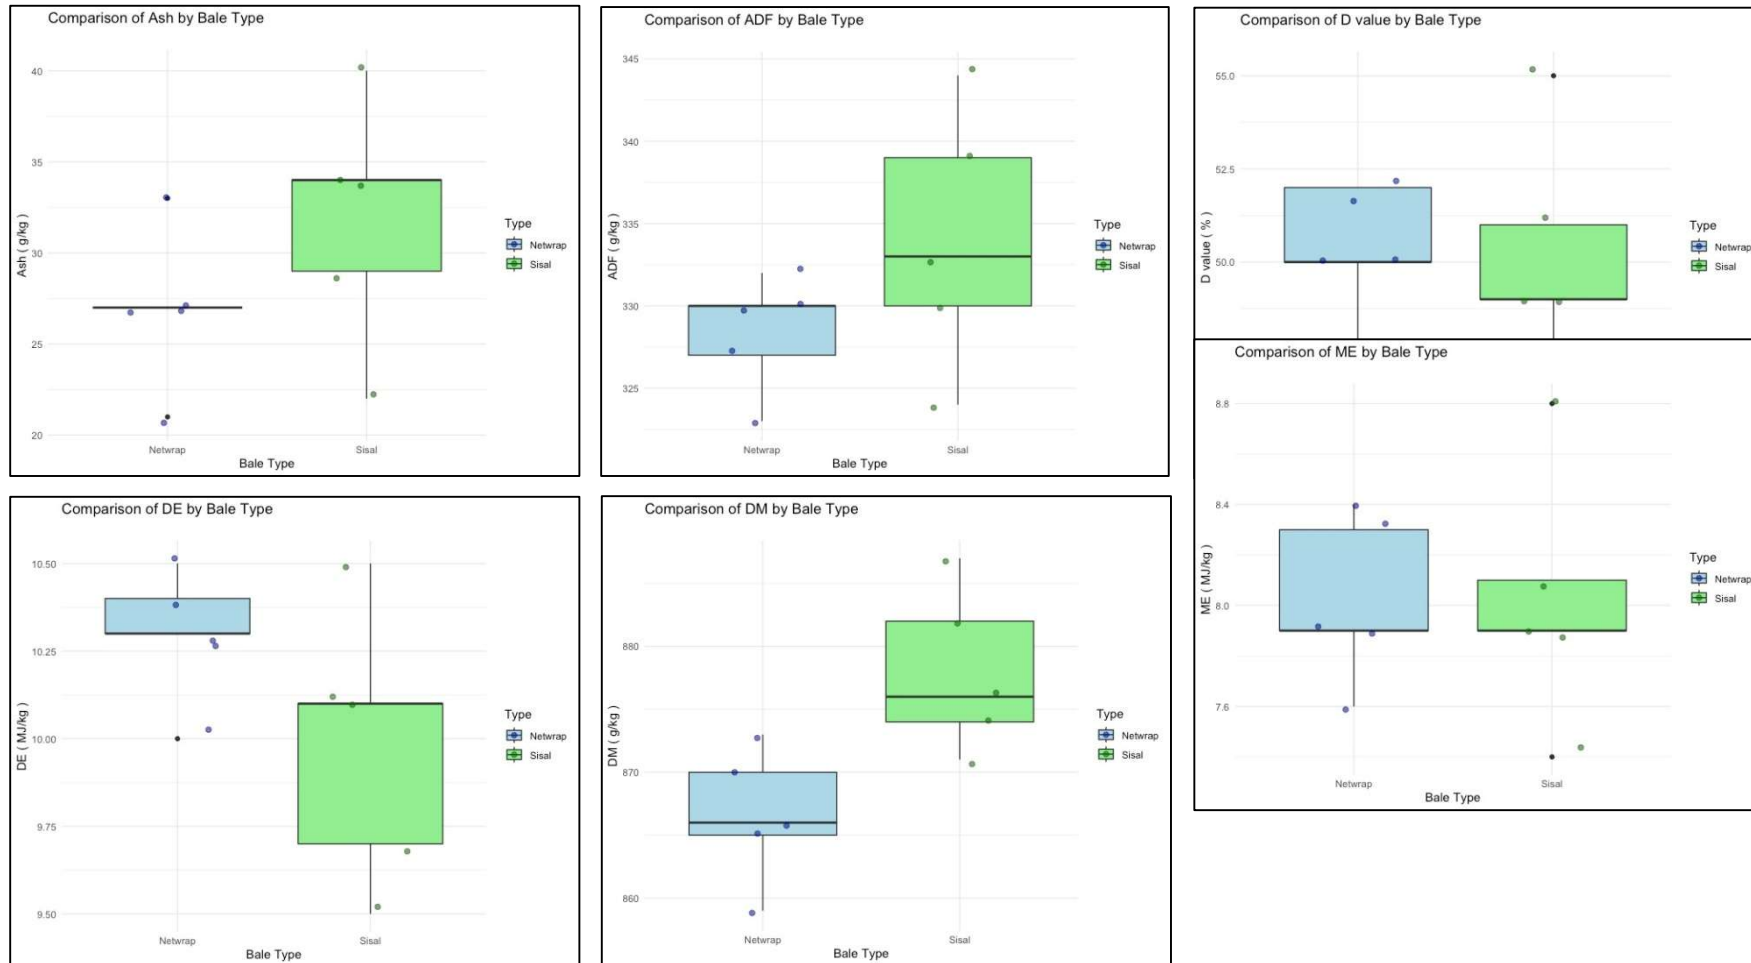 Comparison of Ash by Bale Type
Ash ( g/kg)
40
35
30
25
20
Netwrap
Sisal
Bale Type
Type
Netwrap
Sisal
Comparison of ADF by Bale Type
ADF ( g/kg)
345
340
335
330
325
Netwrap
Sisal
Bale Type
Type
Netwrap
Sisal
Comparison of D value by Bale Type
D value ( % )
55.0
52.5
50.0
Type
Netwrap
Sisal
Comparison of ME by Bale Type
ME ( MJ/kg )
8.8
8.4
8.0
7.6
Netwrap
Sisal
Bale Type
Type
Netwrap
Sisal
Comparison of DE by Bale Type
DE ( MJ/kg )
10.50
10.25
10.00
9.75
9.50
Netwrap
Sisal
Bale Type
Type
Netwrap
Sisal
Comparison of DM by Bale Type
DM ( g/kg )
880
870
860
Netwrap
Sisal
Bale Type
Type
Netwrap
Sisal